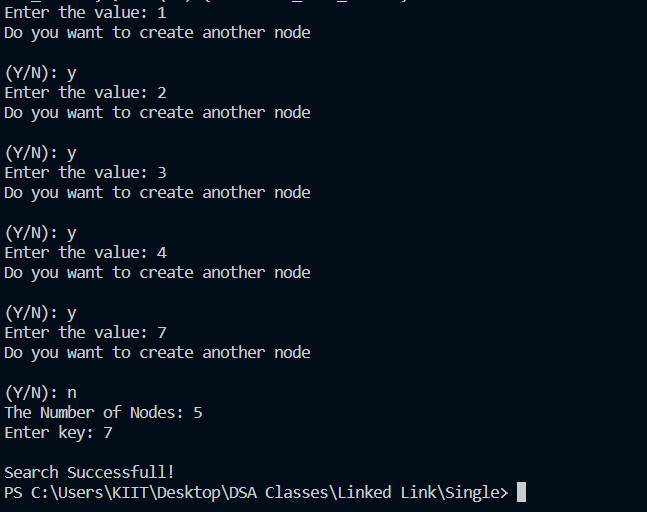 Enter the value: 1
Do you want to create another node
(Y/N): y
Enter the value: 2
Do you want to create another node
(Y/N): y
Enter the value: 3
Do you want to create another node
(Y/N): y
Enter the value: 4
Do you want to create another node
(Y/N): y
Enter the value: 7
Do you want to create another node
(Y/N): n
The Number of Nodes: 5
Enter key: 7
Search Successfull!
PS C:\Users\KIIT\Desktop\DSA Classes\Linked Link\Single>